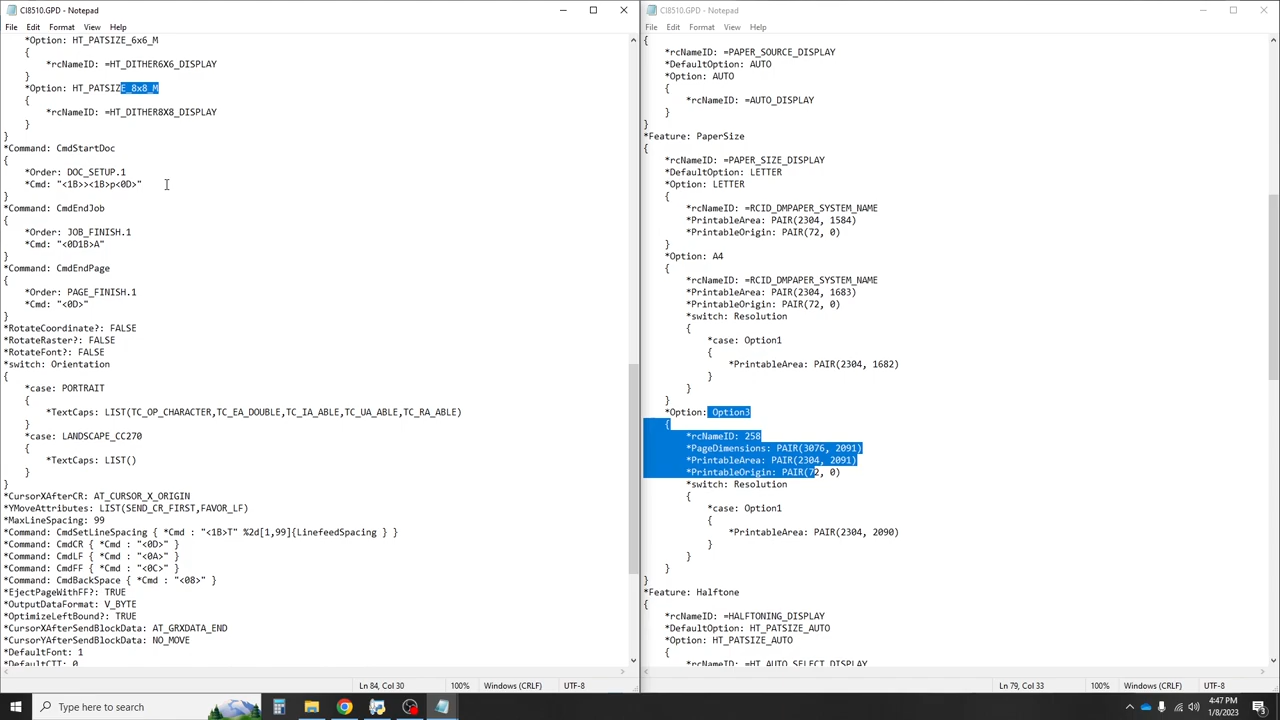 CI8510.GPD - Notepad
File Edit Format View Help
*Option: HT_PATSIZE_6x6_M
{
*rcNameID: =HT_DITHER6X6_DISPLAY
}
*Option: HT_PATSIZE_8x8_M
{
*rcNameID: =HT_DITHER8X8_DISPLAY
}
}
*Command: CmdStartDoc
{
*Order: DOC_SETUP.1
*Cmd: "<1B>><1B>p<0D>"
}
*Command: CmdEndJob
{
*Order: JOB_FINISH.1
*Cmd: "<0D1B>A"
}
*Command: CmdEndPage
{
*Order: PAGE_FINISH.1
*Cmd: "<0D>"
}
*RotateCoordinate?: FALSE
*RotateRaster?: FALSE
*RotateFont?: FALSE
*switch: Orientation
{
*case: PORTRAIT
{
*TextCaps: LIST(TC_OP_CHARACTER,TC_EA_DOUBLE,TC_IA_ABLE,TC_UA_ABLE,TC_RA_ABLE)
}
*case: LANDSCAPE_CC270
{
*TextCaps: LIST()
}
}
*CursorXAfterCR: AT_CURSOR_X_ORIGIN
*YMoveAttributes: LIST(SEND_CR_FIRST,FAVOR_LF)
*MaxLineSpacing: 99
*Command: CmdSetLineSpacing { *Cmd : "<1B>T" %2d[1,99]{LinefeedSpacing } }
*Command: CmdCR { *Cmd : "<0D>" }
*Command: CmdLF { *Cmd : "<0A>" }
*Command: CmdFF { *Cmd : "<0C>" }
*Command: CmdBackSpace { *Cmd : "<08>" }
*EjectPageWithFF?: TRUE
*OutputDataFormat: V_BYTE
*OptimizeLeftBound?: TRUE
*CursorXAfterSendBlockData: AT_GRXDATA_END
*CursorYAfterSendBlockData: NO_MOVE
*DefaultFont: 1
*DefaultCTT: 0
Ln 84, Col 30 100% Windows (CRLF) UTF-8
CI8510.GPD - Notepad
File Edit Format View Help
{
*rcNameID: =PAPER_SOURCE_DISPLAY
*DefaultOption: AUTO
*Option: AUTO
{
*rcNameID: =AUTO_DISPLAY
}
}
*Feature: PaperSize
{
*rcNameID: =PAPER_SIZE_DISPLAY
*DefaultOption: LETTER
*Option: LETTER
{
*rcNameID: =RCID_DMPAPER_SYSTEM_NAME
*PrintableArea: PAIR(2304, 1584)
*PrintableOrigin: PAIR(72, 0)
}
*Option: A4
{
*rcNameID: =RCID_DMPAPER_SYSTEM_NAME
*PrintableArea: PAIR(2304, 1683)
*PrintableOrigin: PAIR(72, 0)
*switch: Resolution
{
*case: Option1
{
*PrintableArea: PAIR(2304, 1682)
}
}
}
*Option: Option3
{
*rcNameID: 258
*PageDimensions: PAIR(3076, 2091)
*PrintableArea: PAIR(2304, 2091)
*PrintableOrigin: PAIR(72, 0)
*switch: Resolution
{
*case: Option1
{
*PrintableArea: PAIR(2304, 2090)
}
}
}
}
*Feature: Halftone
{
*rcNameID: =HALFTONING_DISPLAY
*DefaultOption: HT_PATSIZE_AUTO
*Option: HT_PATSIZE_AUTO
{
*rcNameID: =HT_AUTO_SELECT_DISPLAY
Ln 79, Col 33 100% Windows (CRLF) UTF-8
Type here to search
4:47 PM
1/8/2023